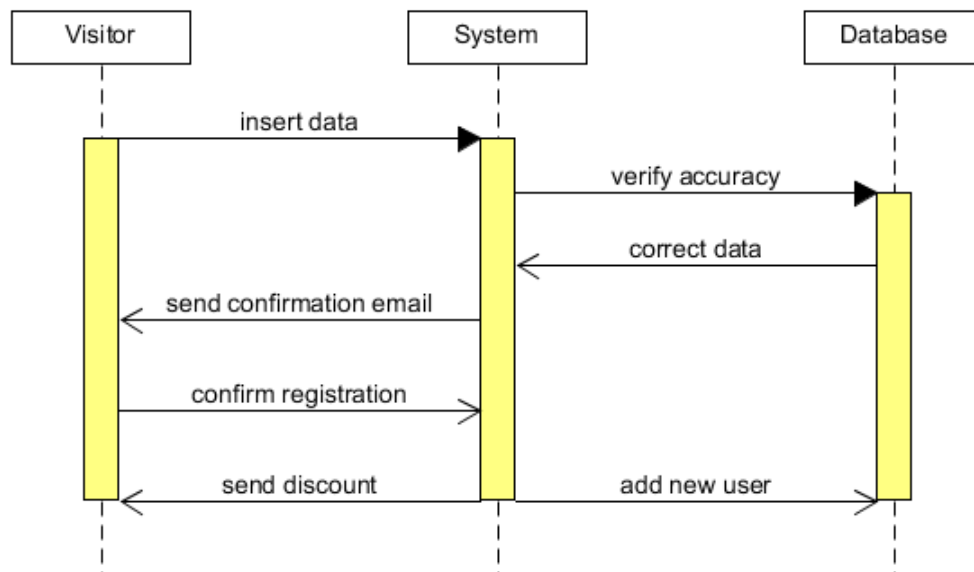 Visitor
System
Database
insert data
verify accuracy
correct data
send confirmation email
confirm registration
send discount
add new user